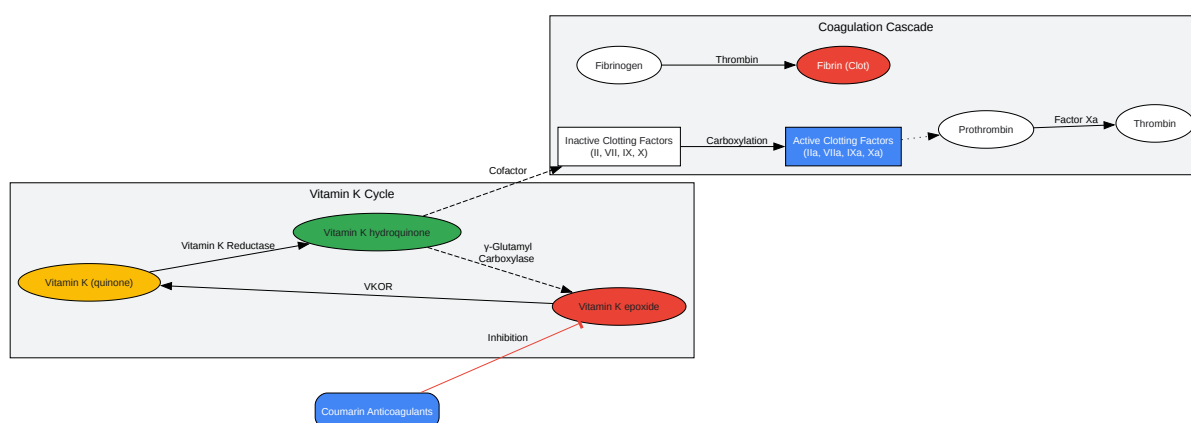 Coagulation Cascade
Fibrinogen
Thrombin
Fibrin (Clot)
Inactive Clotting Factors
(II, VII, IX, X)
Carboxylation
Active Clotting Factors
(IIa, VIIa, IXa, Xa)
Prothrombin
Factor Xa
Thrombin
Cofactor
Vitamin K Cycle
Vitamin K hydroquinone
Vitamin K Reductase
γ-Glutamyl
Carboxylase
Vitamin K (quinone)
VKOR
Vitamin K epoxide
Inhibition
Coumarin Anticoagulants